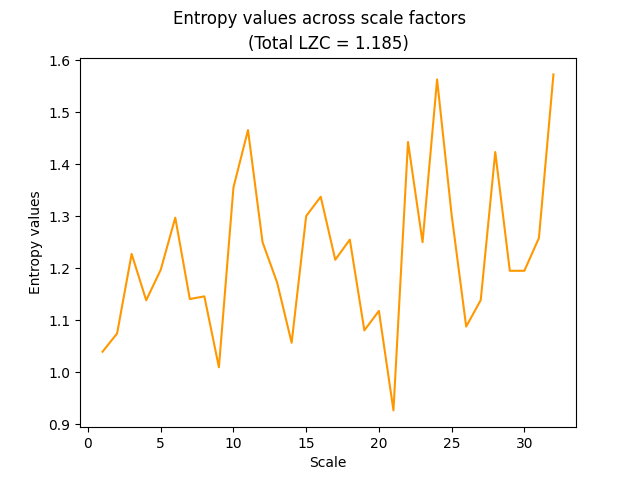 Entropy values across scale factors
(Total LZC = 1.185)
1.6
1.5
1.4
1.3
1.2
1.1
1.0
0.9
Entropy values
0 5 10 15 20 25 30
Scale